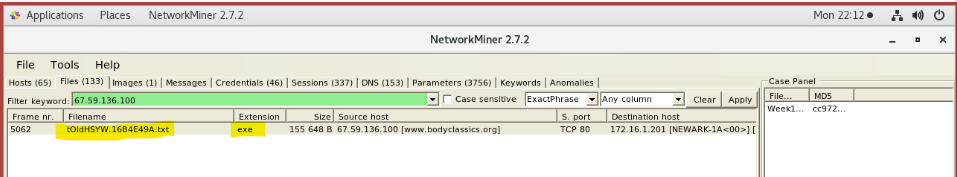 Applications Places NetworkMiner 2.7.2 Mon 22:12
NetworkMiner 2.7.2
File Tools Help
Hosts (65) Files (133) Images (1) Messages Credentials (46) Sessions (337) DNS (153) Parameters (3756) Keywords Anomalies Case Panel
Filter keyword: 67.59.136.100 Case sensitive ExactPhrase Any column Clear Apply File... MD5
Frame nr. Filename Extension Size Source host S. port Destination host Week1... cc972...
5062 tOldHSYW.16B4E49A.txt exe 155 648 B 67.59.136.100 [www.bodyclassics.org] TCP 80 172.16.1.201 [NEWARK-1A<00>] [